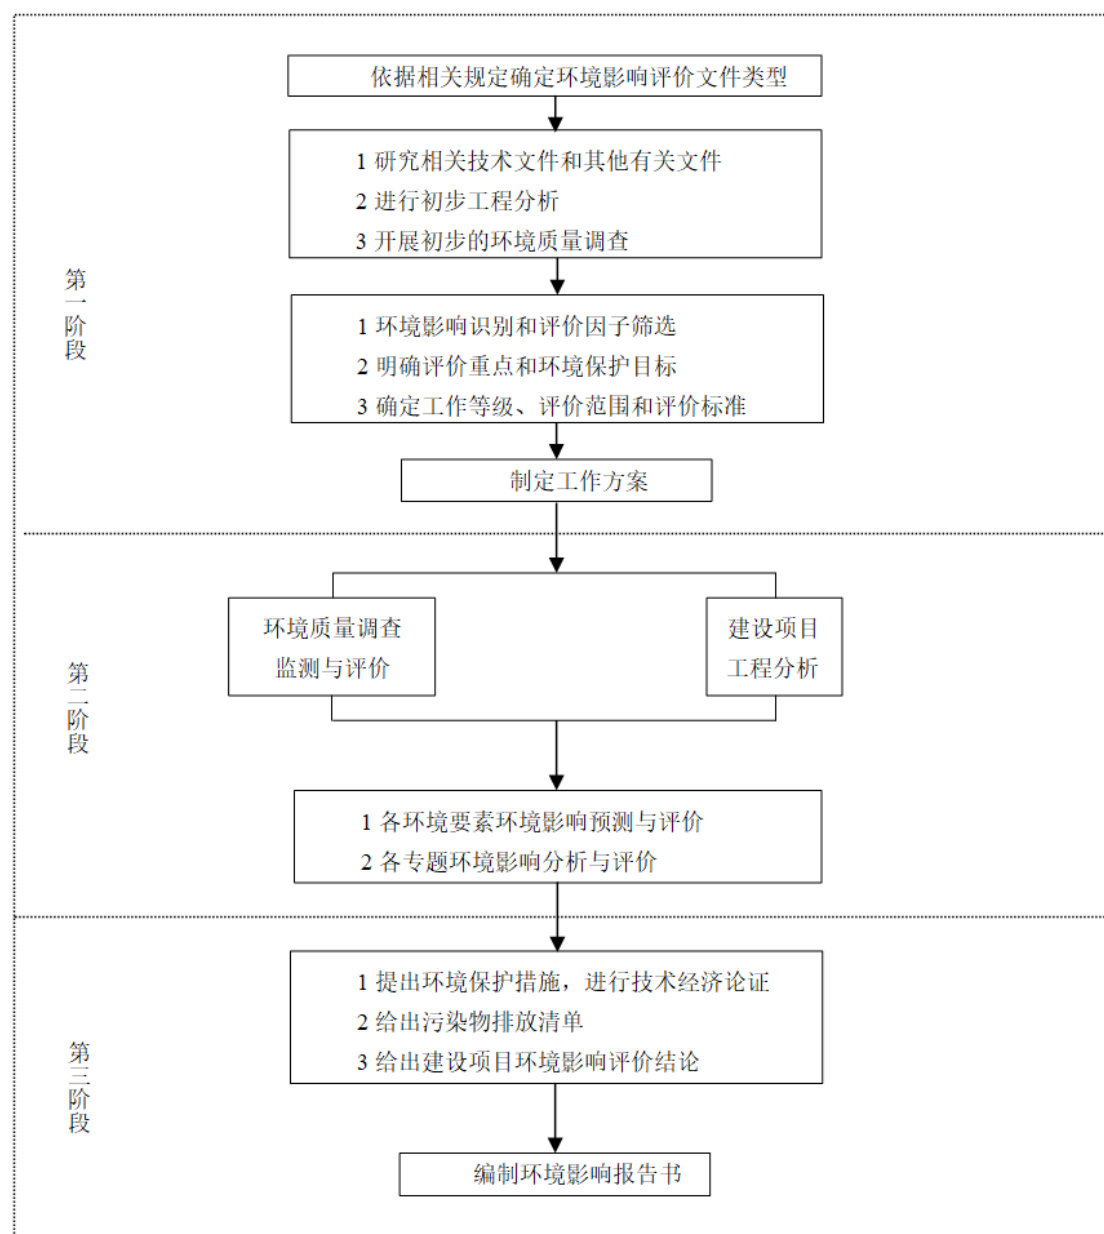 依据相关规定确定环境影响评价文件类型
1 研究相关技术文件和其他有关文件
2 进行初步工程分析
3 开展初步的环境质量调查
第一阶段
1 环境影响识别和评价因子筛选
2 明确评价重点和环境保护目标
3 确定工作等级、评价范围和评价标准
制定工作方案
环境质量调查
监测与评价
建设项目
工程分析
第二阶段
1 各环境要素环境影响预测与评价
2 各专题环境影响分析与评价
1 提出环境保护措施，进行技术经济论证
2 给出污染物排放清单
3 给出建设项目环境影响评价结论
第三阶段
编制环境影响报告书